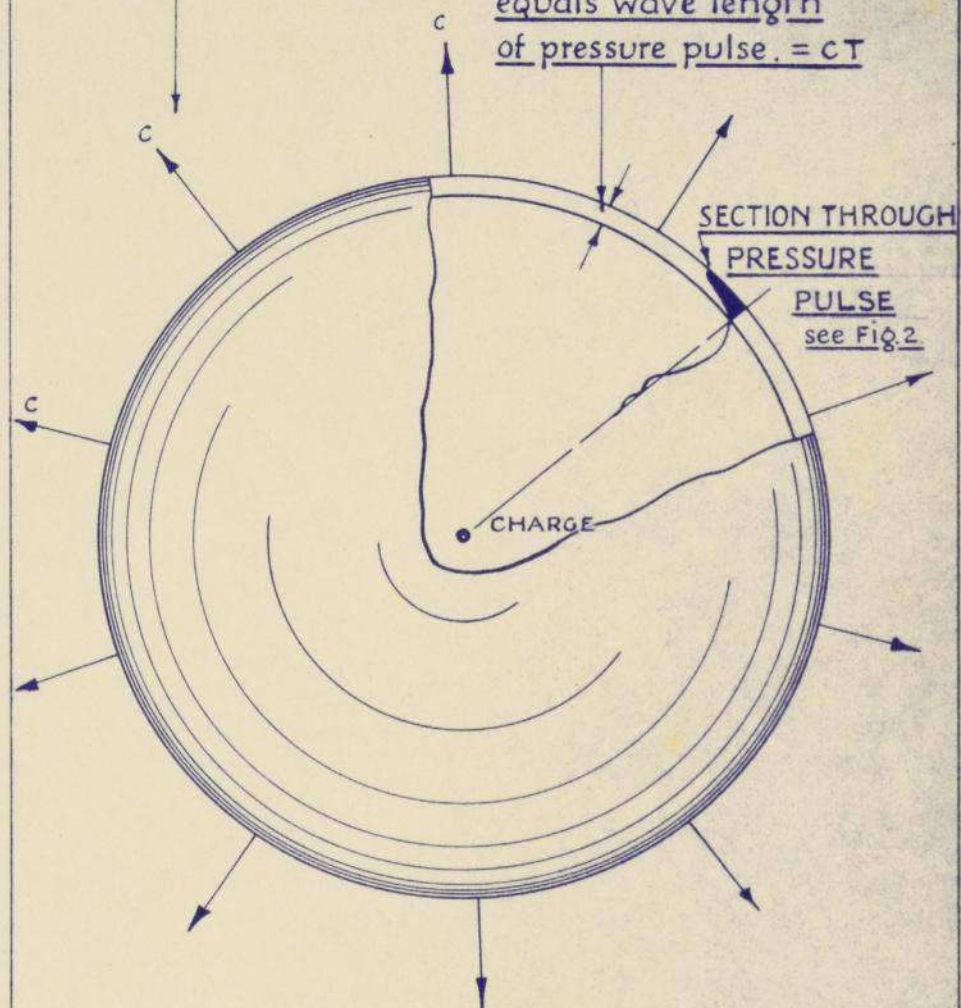 equals wave length
of pressure pulse. = CT
C
C
SECTION THROUGH
PRESSURE
PULSE
see Fig.2
C
CHARGE